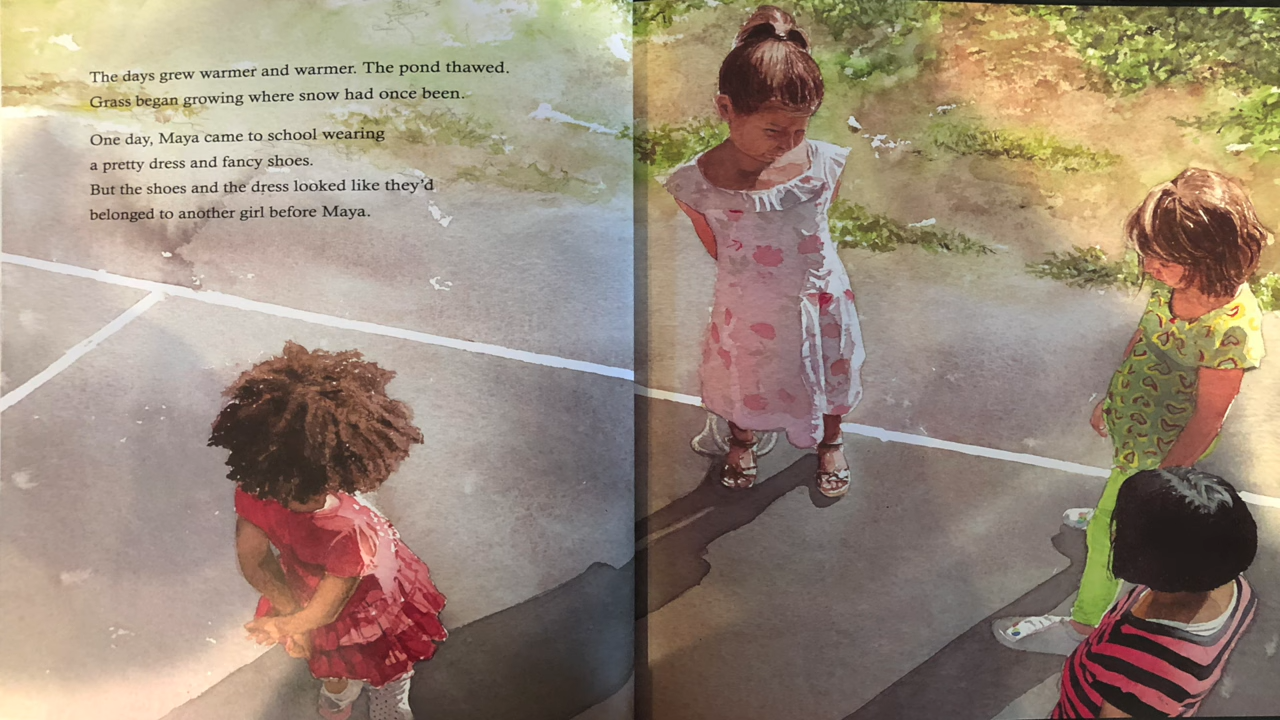 The days grew warmer and warmer. The pond thawed.
Grass began growing where snow had once been.
One day, Maya came to school wearing
a pretty dress and fancy shoes.
But the shoes and the dress looked like they’d
belonged to another girl before Maya.